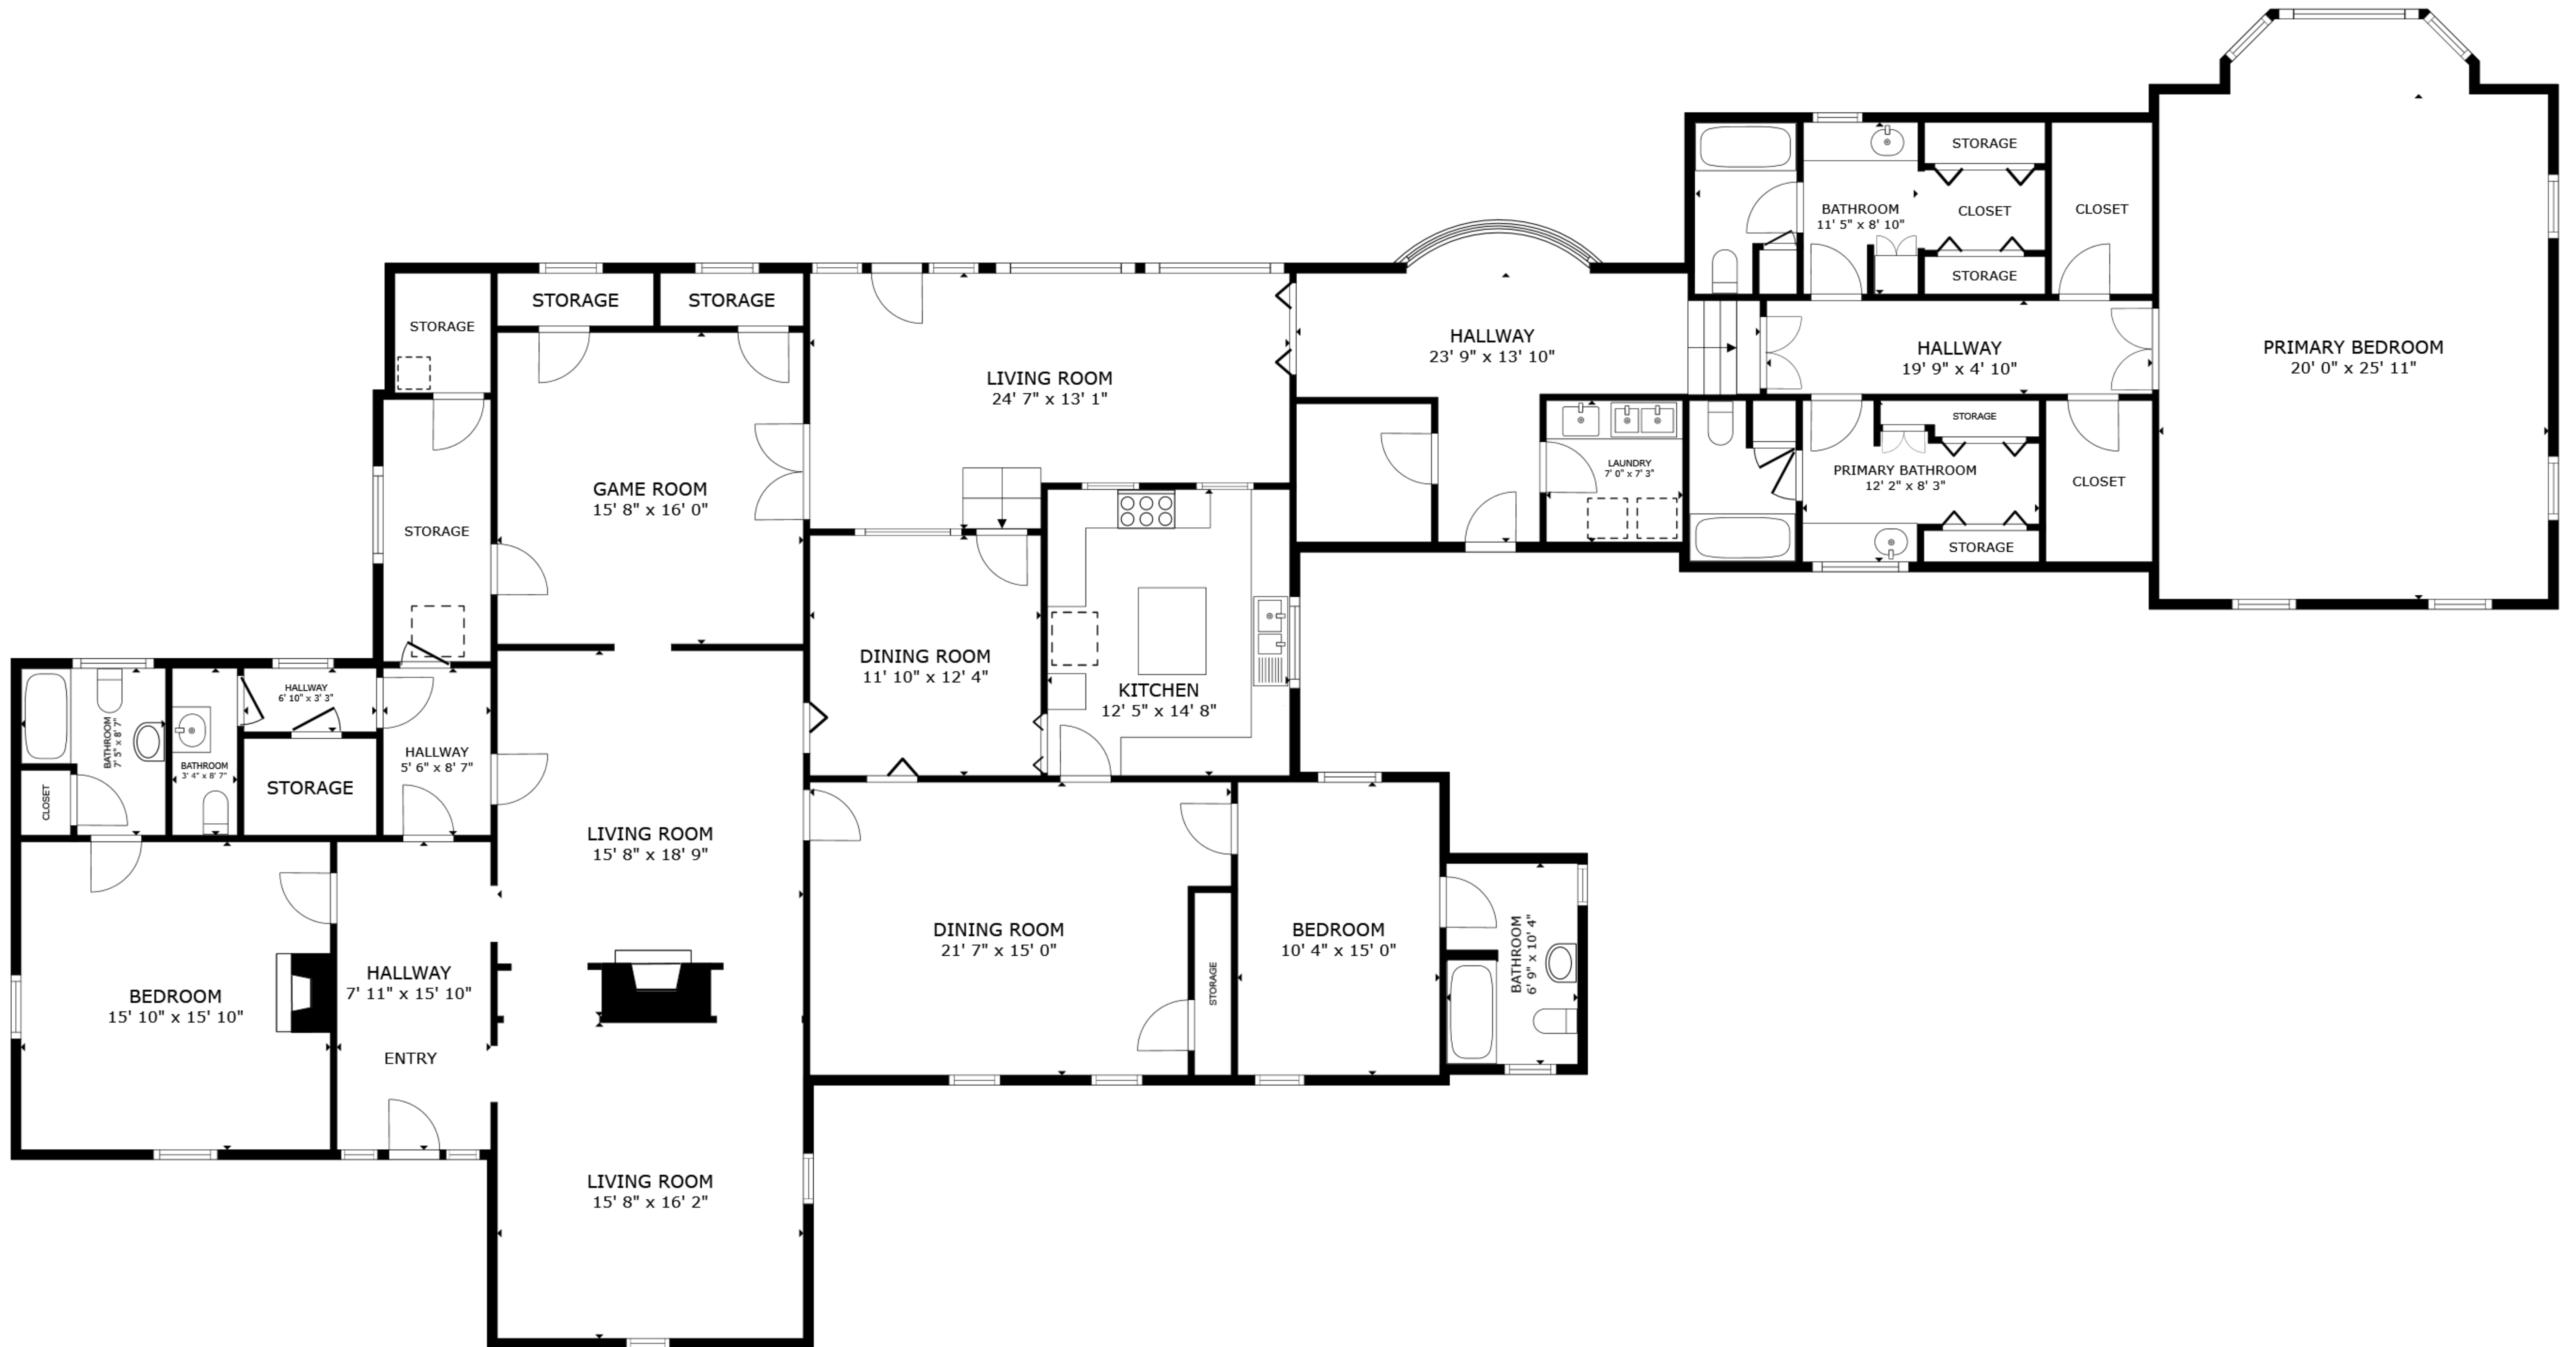 STORAGE
BATHROOM
11' 5" x 8' 10"
CLOSET
CLOSET
STORAGE
STORAGE
STORAGE
STORAGE
HALLWAY
23' 9" x 13' 10"
HALLWAY
19' 9" x 4' 10"
PRIMARY BEDROOM
20' 0" x 25' 11"
LIVING ROOM
24' 7" x 13' 1"
STORAGE
LAUNDRY
7' 0" x 7' 3"
PRIMARY BATHROOM
12' 2" x 8' 3"
CLOSET
STORAGE
GAME ROOM
15' 8" x 16' 0"
STORAGE
DINING ROOM
11' 10" x 12' 4"
KITCHEN
12' 5" x 14' 8"
HALLWAY
6' 10" x 3' 3"
BATHROOM
7' 5" x 8' 7"
BATHROOM
3' 4" x 8' 7"
HALLWAY
5' 6" x 8' 7"
STORAGE
CLOSET
LIVING ROOM
15' 8" x 18' 9"
DINING ROOM
21' 7" x 15' 0"
STORAGE
BEDROOM
10' 4" x 15' 0"
BATHROOM
6' 9" x 10' 4"
BEDROOM
15' 10" x 15' 10"
HALLWAY
7' 11" x 15' 10"
ENTRY
LIVING ROOM
15' 8" x 16' 2"